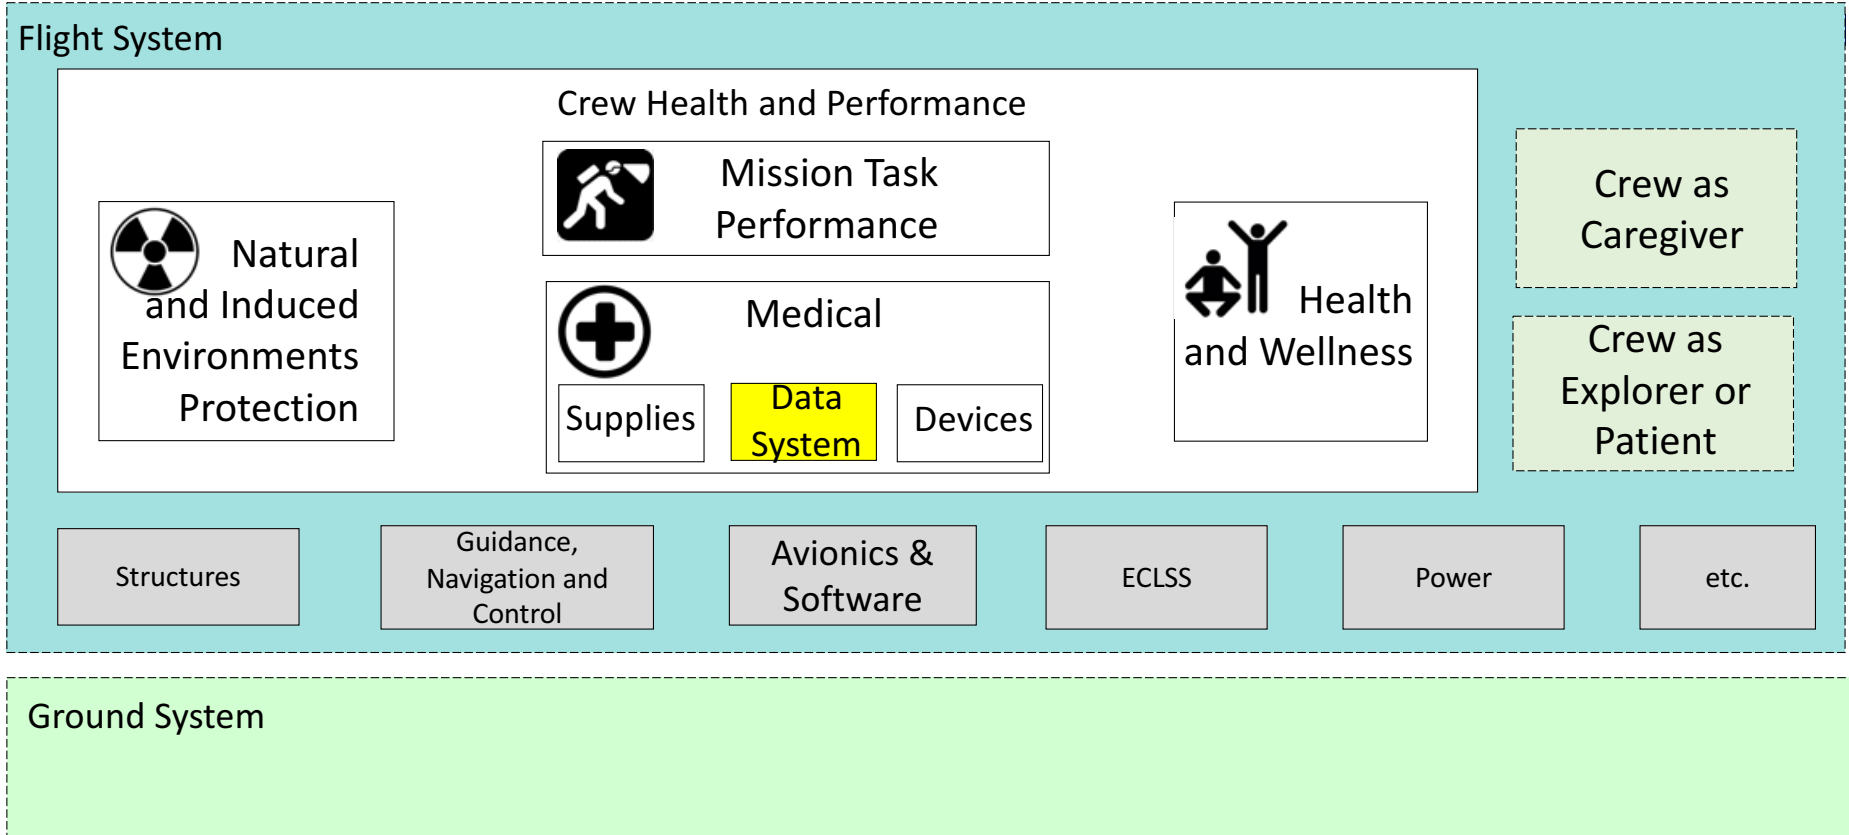 Flight System
Crew Health and Performance
Natural
and Induced
Environments
Protection
Mission Task
Performance
Medical
Supplies
Data
System
Devices
Health
and Wellness
Crew as
Caregiver
Crew as
Explorer or
Patient
Structures
Guidance,
Navigation and
Control
Avionics &
Software
ECLSS
Power
etc.
Ground System